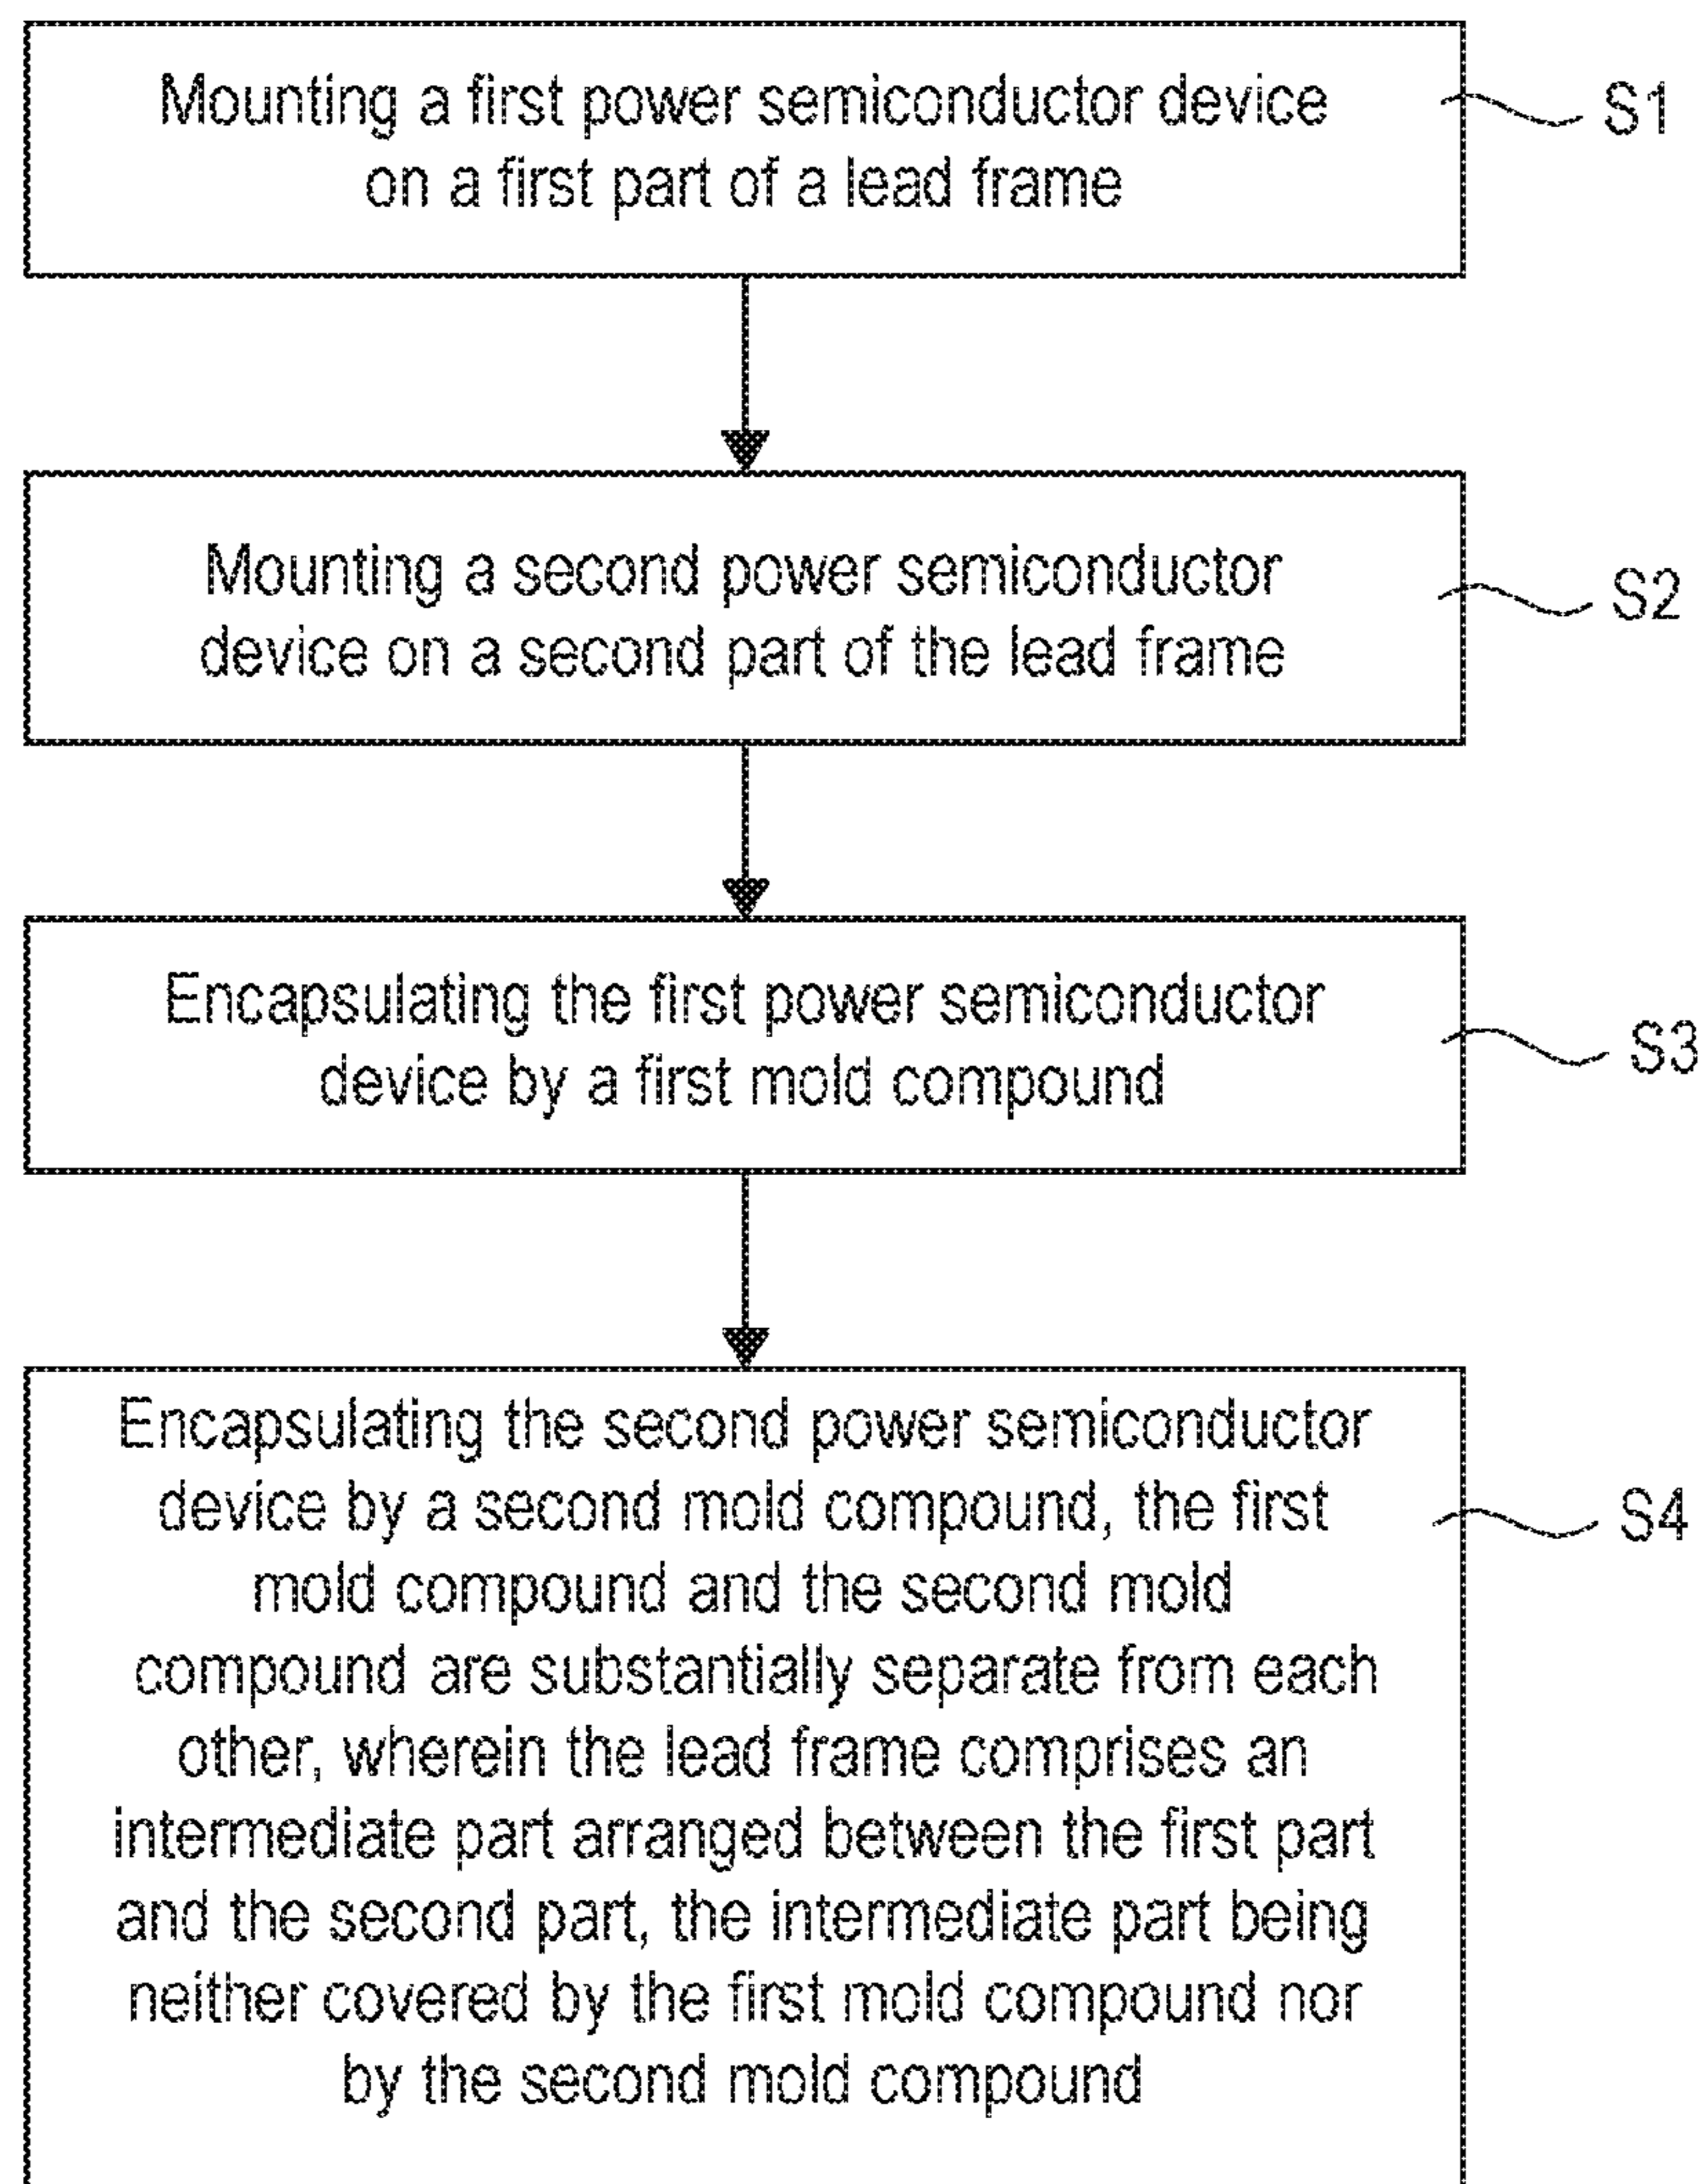 Mounting a first power semiconductor device
on a first part of a lead frame
S1
Mounting a second power semiconductor
device on a second part of the lead frame
S2
Encapsulating the first power semiconductor
device by a first mold compound
S3
Encapsulating the second power semiconductor
device by a second mold compound, the first
mold compound and the second mold
compound are substantially separate from each
other, wherein the lead frame comprises an
intermediate part arranged between the first part
and the second part, the intermediate part being
neither covered by the first mold compound nor
by the second mold compound
S4